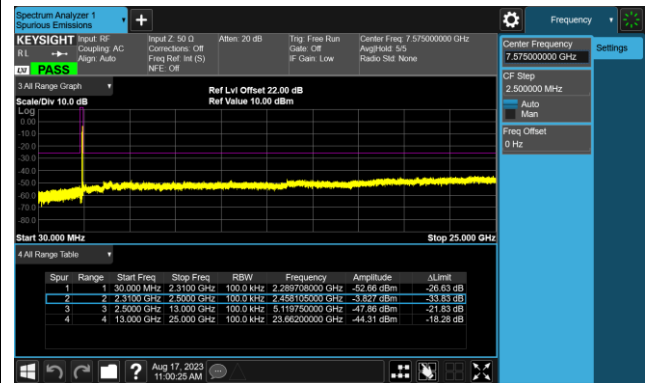 Spectrum Analyzer 1
Spurious Emissions
Frequency
KEYSIGHT
RL
LXI PASS
Input: RF
Coupling: AC
Align: Auto
Input Z: 50 Ω
Corrections: Off
Freq Ref: Int (S)
NFE: Off
Atten: 20 dB
Trig: Free Run
Gate: Off
IF Gain: Low
Center Freq: 7.575000000 GHz
Avg|Hold: 5/5
Radio Std: None
Center Frequency
7.575000000 GHz
Settings
CF Step
2.500000 MHz
Auto
Man
Freq Offset
0 Hz
3 All Range Graph
Scale/Div 10.0 dB
Ref Lvl Offset 22.00 dB
Ref Value 10.00 dBm
Log
0.00
-10.0
-20.0
-30.0
-40.0
-50.0
-60.0
-70.0
-80.0
Start 30.000 MHz
Stop 25.000 GHz
4 All Range Table
Spur Range Start Freq Stop Freq RBW Frequency Amplitude ΔLimit
1 1 30.000 MHz 2.3100 GHz 100.0 kHz 2.289708000 GHz -52.66 dBm -26.63 dB
2 2 2.3100 GHz 2.5000 GHz 100.0 kHz 2.458105000 GHz -3.827 dBm -33.83 dB
3 3 2.5000 GHz 13.000 GHz 100.0 kHz 5.119750000 GHz -47.86 dBm -21.83 dB
4 4 13.000 GHz 25.000 GHz 100.0 kHz 23.66200000 GHz -44.31 dBm -18.28 dB
?
Aug 17, 2023
11:00:25 AM